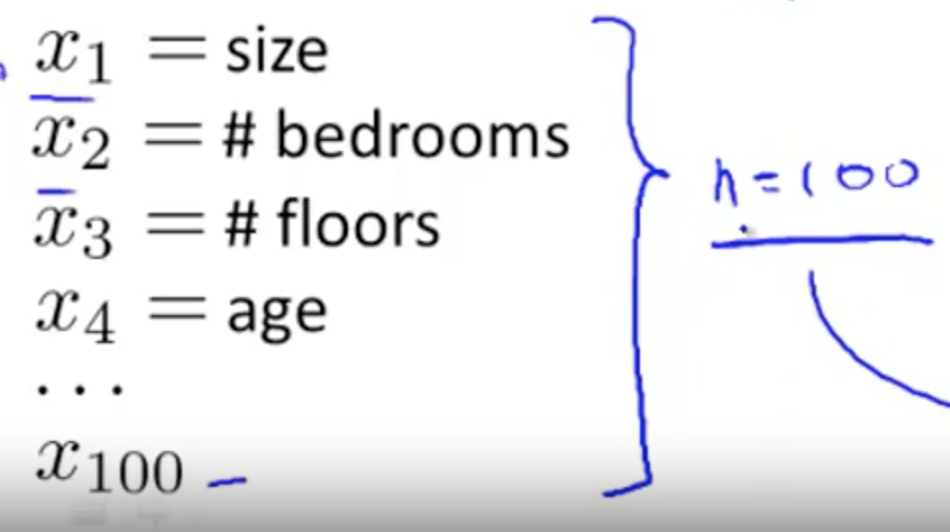 x₁ = size
x₂ = # bedrooms
x₃ = # floors
x₄ = age
...
x₁₀₀
n=100